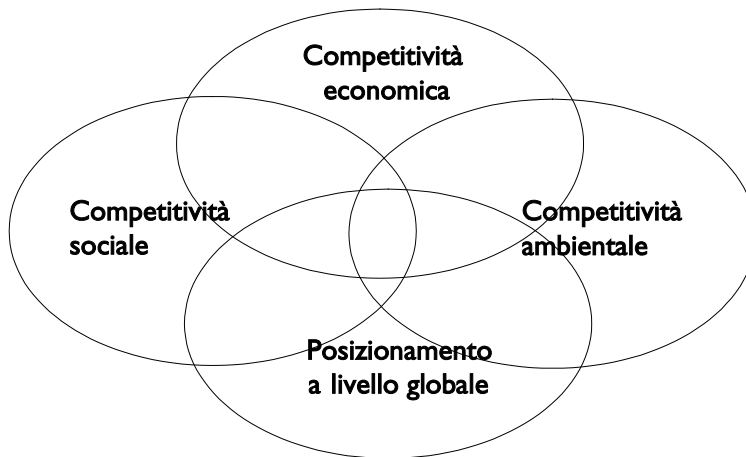 Competitività
economica
Competitività
sociale
Competitività
ambientale
Posizionamento
a livello globale